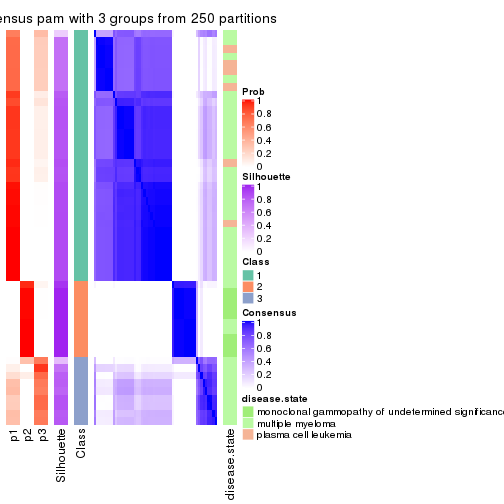 ensus pam with 3 groups from 250 partitions
Prob
1
0.8
0.6
0.4
0.2
0
Silhouette
1
0.8
0.6
0.4
0.2
0
Class
1
2
3
Consensus
1
0.8
0.6
0.4
0.2
0
disease.state
monoclonal gammopathy of undetermined significance
multiple myeloma
plasma cell leukemia
p1
p2
p3
Silhouette
Class
disease.state